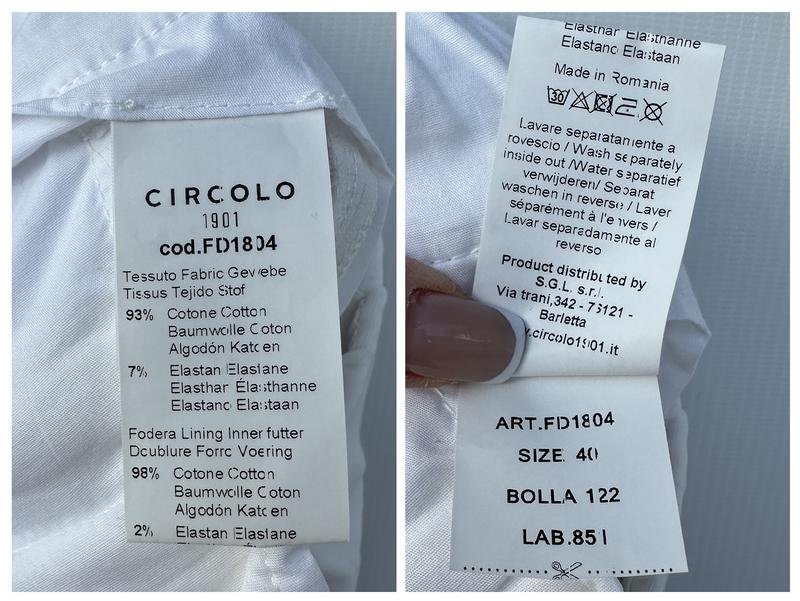 CIRCOLO
1901
cod.FD1804
Tessuto Fabric Gewebe
Tissus Tejido Stof
93% Cotone Cotton
Baumwolle Coton
Algodón Katoen
7% Elastan Elastane
Elasthan Élasthanne
Elastano Elastaan
Fodera Lining Innenfutter
Doublure Forro Voering
98% Cotone Cotton
Baumwolle Coton
Algodón Katoen
2% Elastan Elastane
Elasthan Elasthanne
Elastano Elastaan
Made in Romania
30
Lavare separatamente a
rovescio / Wash separately
inside out /Water separatief
verwijderen/ Separat
waschen in reverse / Laver
séparément à l'envers /
Lavar separadamente al
reverso
Product distributed by
S.G.L. s.r.l.
Via trani,342 - 76121 -
Barletta
.circolo1901.it
ART.FD1804
SIZE 40
BOLLA 122
LAB.851